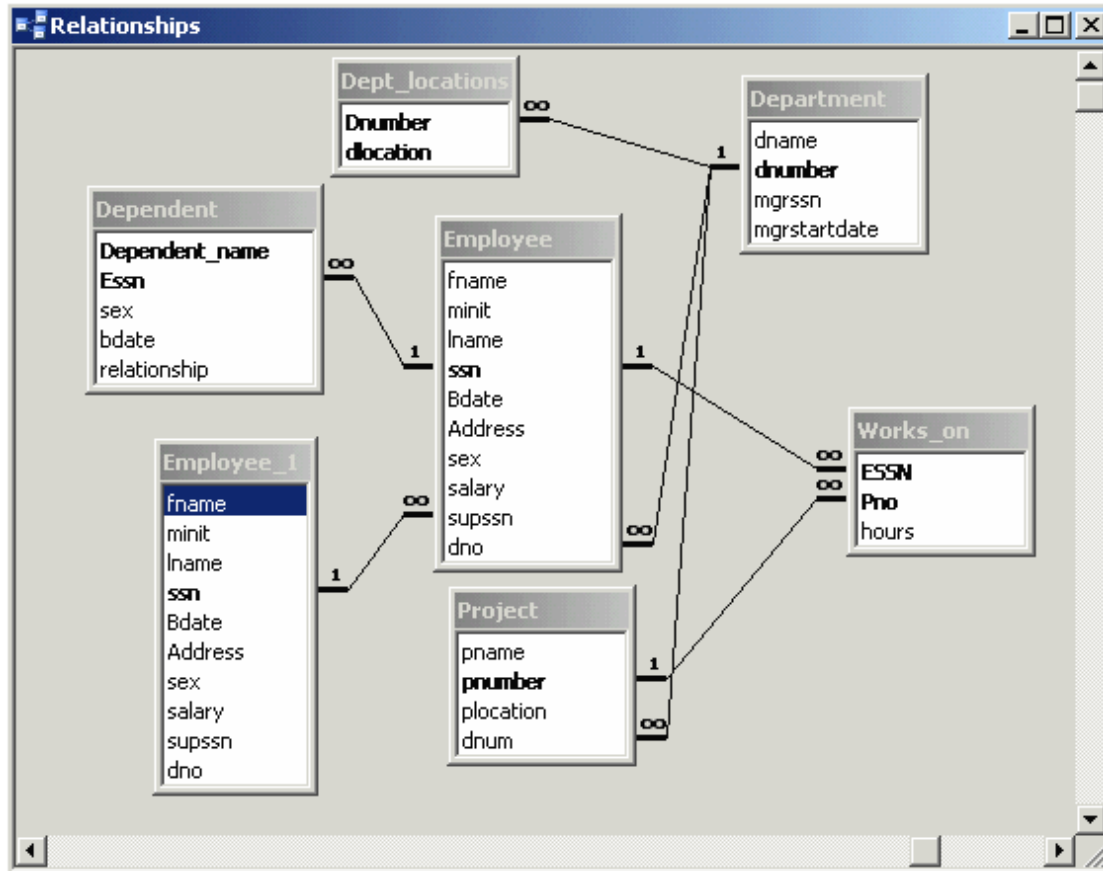 Relationships
Dept_locations
Dnumber
dlocation
Department
dname
dnumber
mgrssn
mgrstartdate
Dependent
Dependent_name
Essn
sex
bdate
relationship
Employee
fname
minit
lname
ssn
Bdate
Address
sex
salary
supssn
dno
Employee_1
fname
minit
lname
ssn
Bdate
Address
sex
salary
supssn
dno
Works_on
ESSN
Pno
hours
Project
pname
pnumber
plocation
dnum
∞
1
∞
1
1
∞
∞
∞
1
∞
1
∞